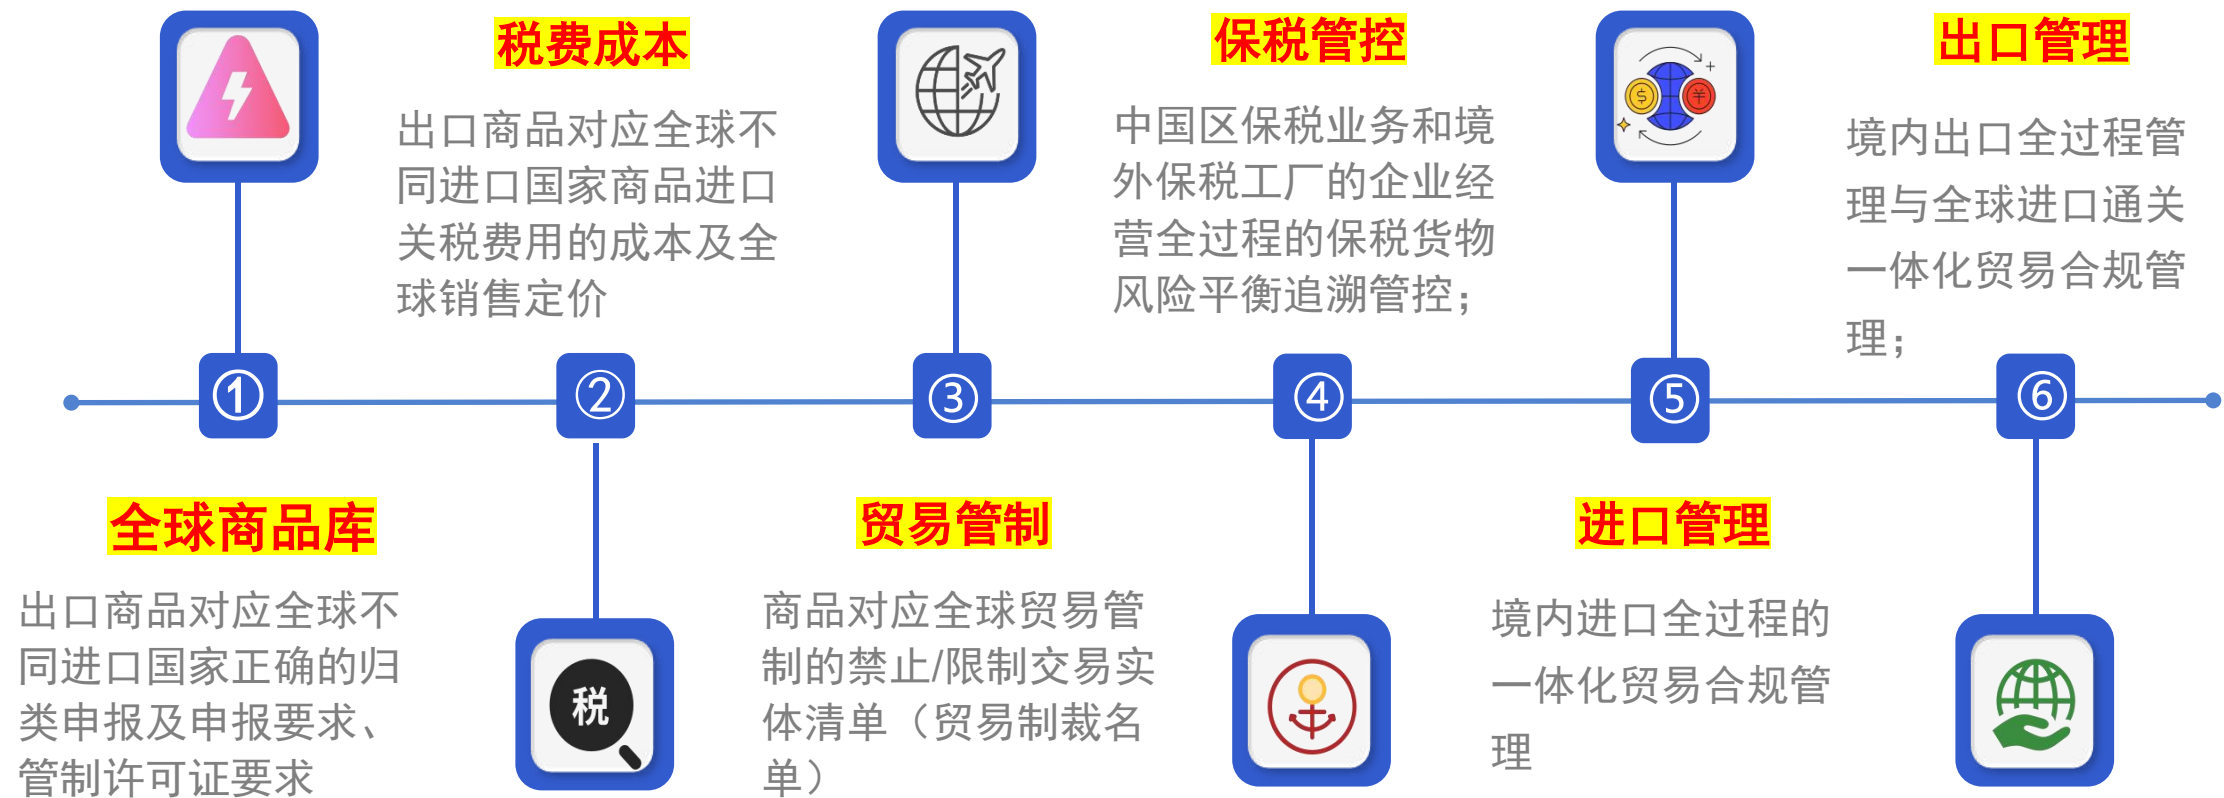 税费成本
出口商品对应全球不
同进口国家商品进口
关税费用的成本及全
球销售定价
保税管控
中国区保税业务和境
外保税工厂的企业经
营全过程的保税货物
风险平衡追溯管控；
$
¥
出口管理
境内出口全过程管
理与全球进口通关
一体化贸易合规管
理；
①
②
③
④
⑤
⑥
全球商品库
出口商品对应全球不
同进口国家正确的归
类申报及申报要求、
管制许可证要求
税
贸易管制
商品对应全球贸易管
制的禁止/限制交易实
体清单（贸易制裁名
单）
进口管理
境内进口全过程的
一体化贸易合规管
理